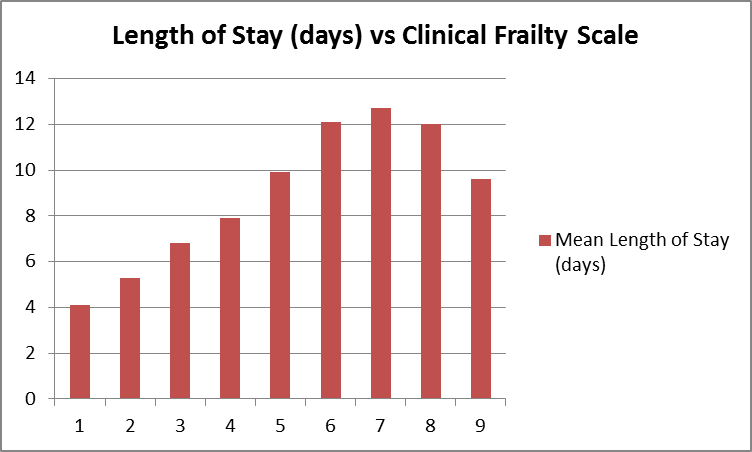 Length of Stay (days) vs Clinical Frailty Scale
14
12
10
8
6
4
2
0
1 2 3 4 5 6 7 8 9
Mean Length of Stay
(days)